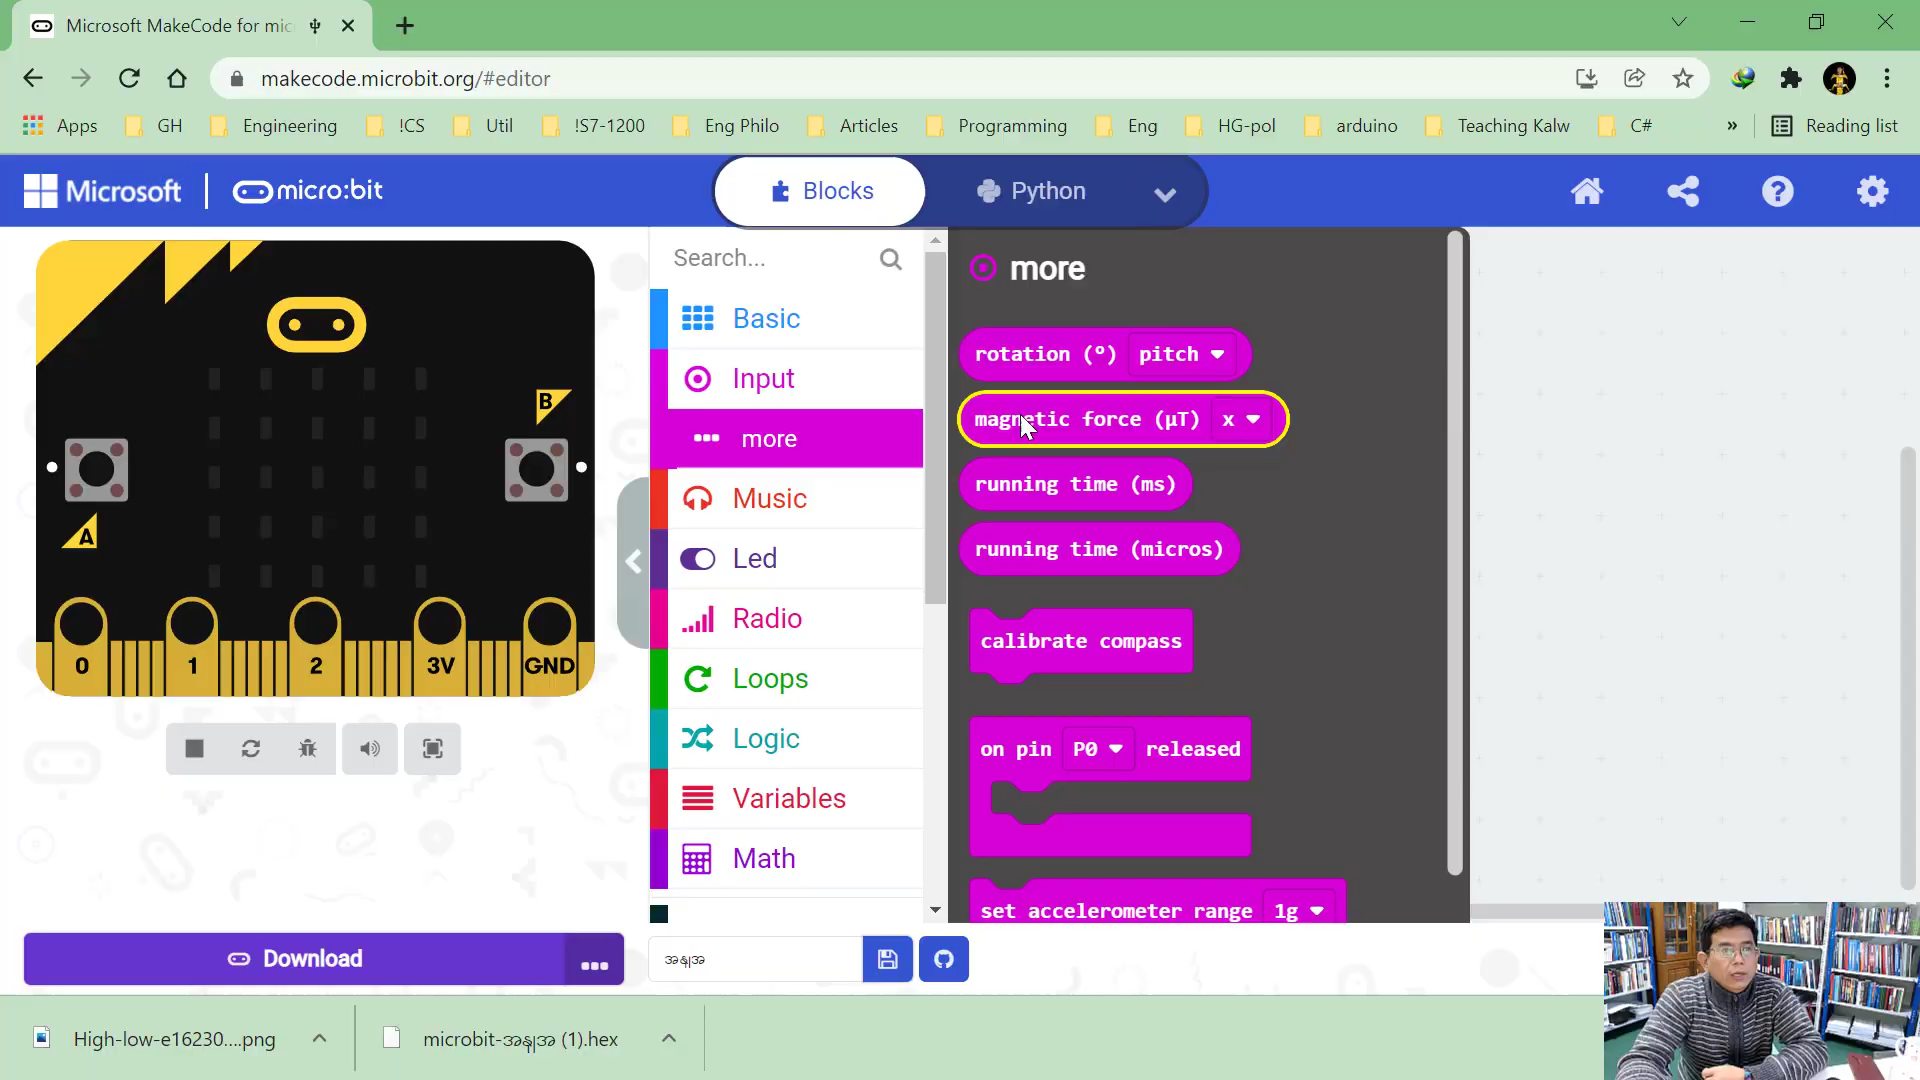 Microsoft MakeCode for mic
makecode.microbit.org/#editor
Apps GH Engineering !CS Util !S7-1200 Eng Philo Articles Programming Eng HG-pol arduino Teaching Kalw C# » Reading list
Microsoft micro:bit Blocks Python
Search...
Basic
Input
more
Music
Led
Radio
Loops
Logic
Variables
Math
more
rotation (°) pitch
magnetic force (µT) x
running time (ms)
running time (micros)
calibrate compass
on pin P0 released
set accelerometer range 1g
B
A
0 1 2 3V GND
Download ...
High-low-e16230....png